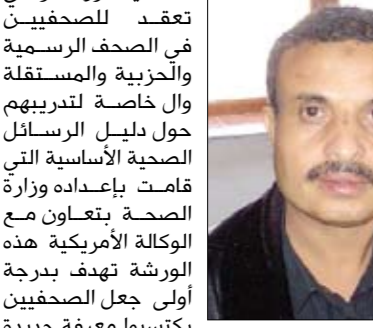 تعقد للصحفيين
في الصحف الرسمية
والحزبية والمستقلة
وال خاصة لتدريبهم
حول دليل الرسائل
الصحية الأساسية التي
قامت بإعداده وزارة
الصحة بتعاون مع
الوكالة الأمريكية هذه
الورشة تهدف بدرجة
أولى جعل الصحفيين